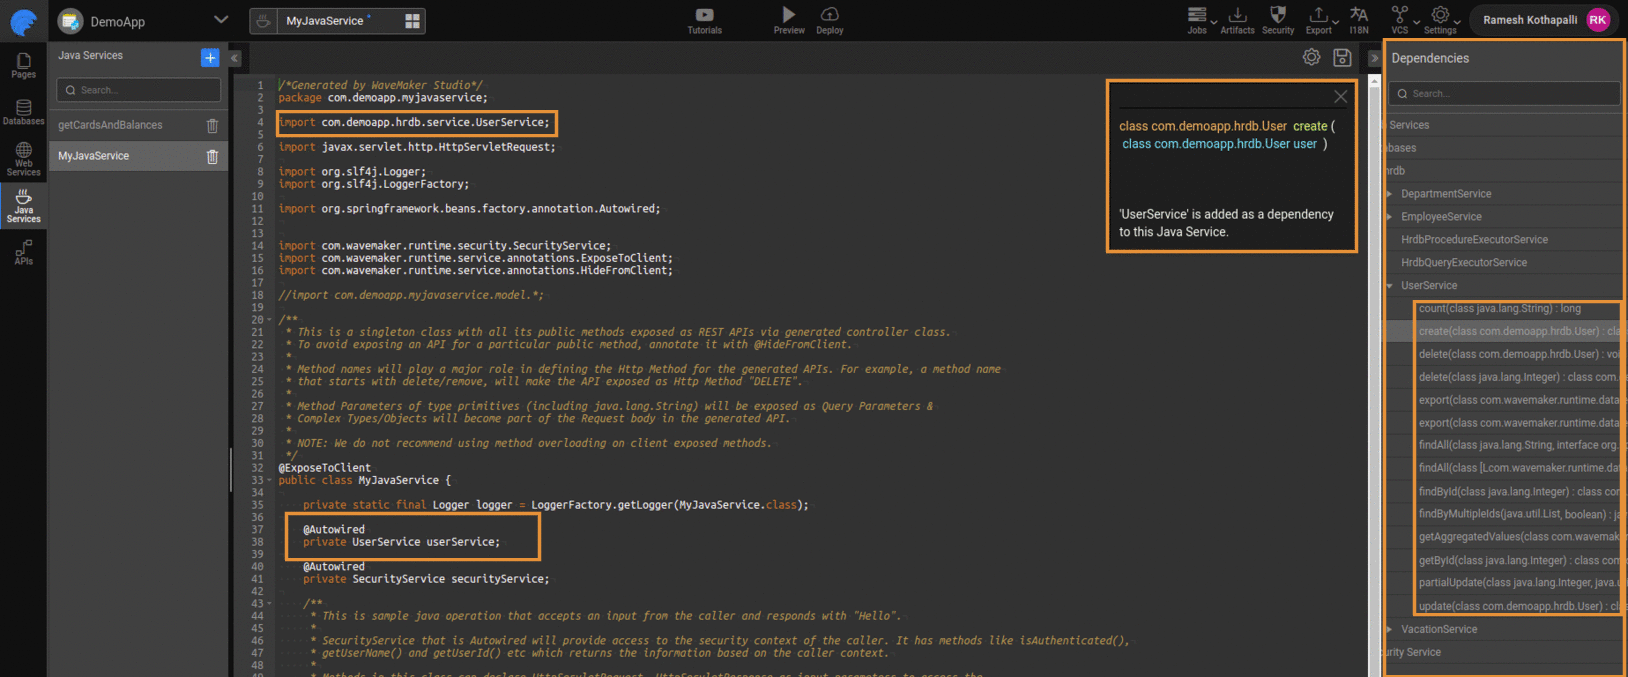 DemoApp
MyJavaService *
Tutorials
Preview
Deploy
Jobs
Artifacts
Security
Export
I18N
VCS
Settings
Ramesh Kothapalli
RK
Pages
Databases
Web
Services
Java
Services
APIs
Java Services
Search...
getCardsAndBalances
MyJavaService
1 /*Generated by WaveMaker Studio*/
2 package com.demoapp.myjavaservice;
3
4 import com.demoapp.hrdb.service.UserService;
5
6 import javax.servlet.http.HttpServletRequest;
7
8 import org.slf4j.Logger;
9 import org.slf4j.LoggerFactory;
10
11 import org.springframework.beans.factory.annotation.Autowired;
12
13
14 import com.wavemaker.runtime.security.SecurityService;
15 import com.wavemaker.runtime.service.annotations.ExposeToClient;
16 import com.wavemaker.runtime.service.annotations.HideFromClient;
17
18 //import com.demoapp.myjavaservice.model.*;
19
20 /**
21 * This is a singleton class with all its public methods exposed as REST APIs via generated controller class.
22 * To avoid exposing an API for a particular public method, annotate it with @HideFromClient.
23 *
24 * Method names will play a major role in defining the Http Method for the generated APIs. For example, a method name
25 * that starts with delete/remove, will make the API exposed as Http Method "DELETE".
26 *
27 * Method Parameters of type primitives (including java.lang.String) will be exposed as Query Parameters &
28 * Complex Types/Objects will become part of the Request body in the generated API.
29 *
30 * NOTE: We do not recommend using method overloading on client exposed methods.
31 */
32 @ExposeToClient
33 public class MyJavaService {
34
35 private static final Logger logger = LoggerFactory.getLogger(MyJavaService.class);
36
37 @Autowired
38 private UserService userService;
39
40 @Autowired
41 private SecurityService securityService;
42
43 /**
44 * This is sample java operation that accepts an input from the caller and responds with "Hello".
45 *
46 * SecurityService that is Autowired will provide access to the security context of the caller. It has methods like isAuthenticated(),
47 * getUserName() and getUserId() etc which returns the information based on the caller context.
48 *
class com.demoapp.hrdb.User create (
class com.demoapp.hrdb.User user )
'UserService' is added as a dependency
to this Java Service.
Dependencies
Search...
Services
bases
hrdb
DepartmentService
EmployeeService
HrdbProcedureExecutorService
HrdbQueryExecutorService
UserService
count(class java.lang.String) : long
create(class com.demoapp.hrdb.User) : cla
delete(class com.demoapp.hrdb.User) : voi
delete(class java.lang.Integer) : class com.
export(class com.wavemaker.runtime.data
export(class com.wavemaker.runtime.data
findAll(class java.lang.String, interface org.
findAll(class [Lcom.wavemaker.runtime.dat
findById(class java.lang.Integer) : class com
findByMultipleIds(java.util.List, boolean) : ja
getAggregatedValues(class com.wavemak
getById(class java.lang.Integer) : class com
partialUpdate(class java.lang.Integer, java.u
update(class com.demoapp.hrdb.User) : cla
VacationService
urity Service